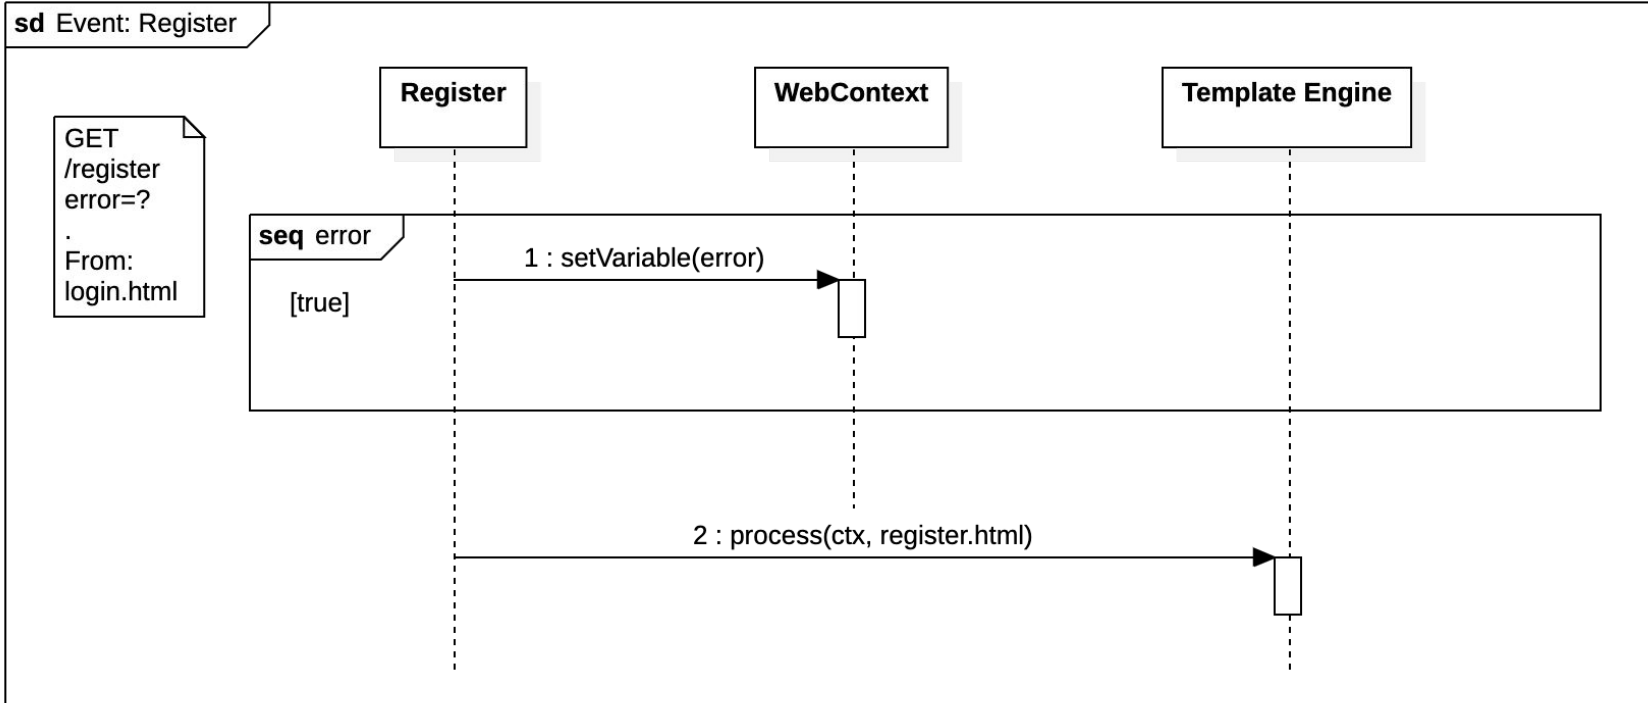 sd Event: Register
Register
WebContext
Template Engine
GET
/register
error=?
.
From:
login.html
seq error
1 : setVariable(error)
[true]
2 : process(ctx, register.html)